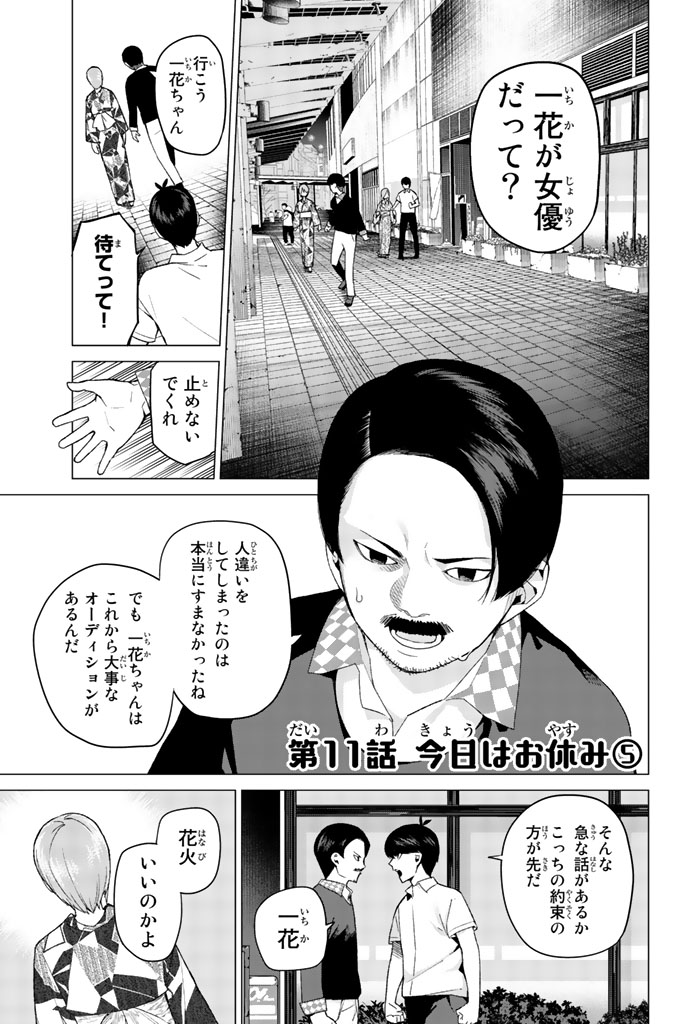 一花が女優
だって？
行こう
一花ちゃん
待てって！
止めない
でくれ
人違いを
してしまったのは
本当にすまなかったね
でも 一花ちゃんは
これから大事な
オーディションが
あるんだ
第11話 今日はお休み⑤
そんな
急な話があるか
こっちの約束の
方が先だ
一花
花火
いいのかよ